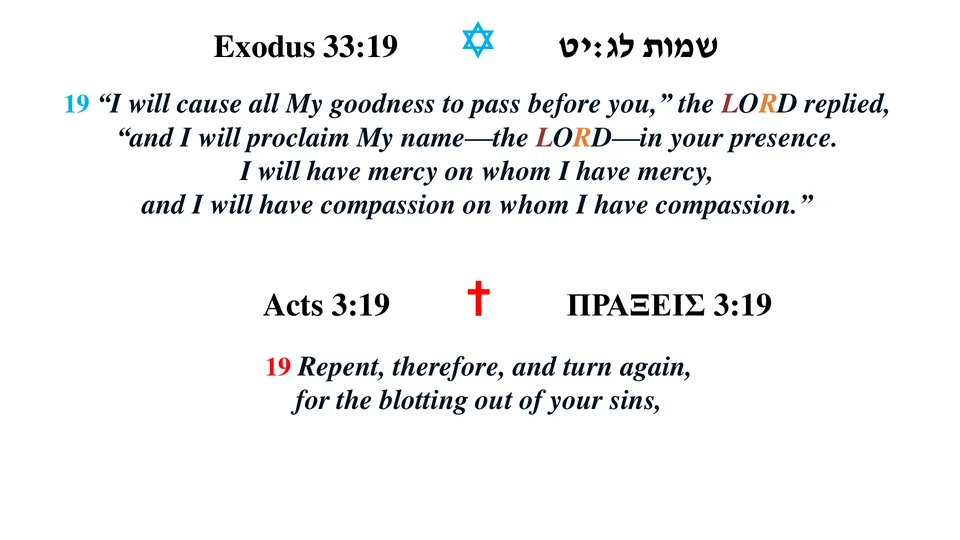 Exodus 33:19 ✡ שמות לג:יט
19 “I will cause all My goodness to pass before you,” the LORD replied,
“and I will proclaim My name—the LORD—in your presence.
I will have mercy on whom I have mercy,
and I will have compassion on whom I have compassion.”
Acts 3:19 ✝ ΠΡΑΞΕΙΣ 3:19
19 Repent, therefore, and turn again,
for the blotting out of your sins,